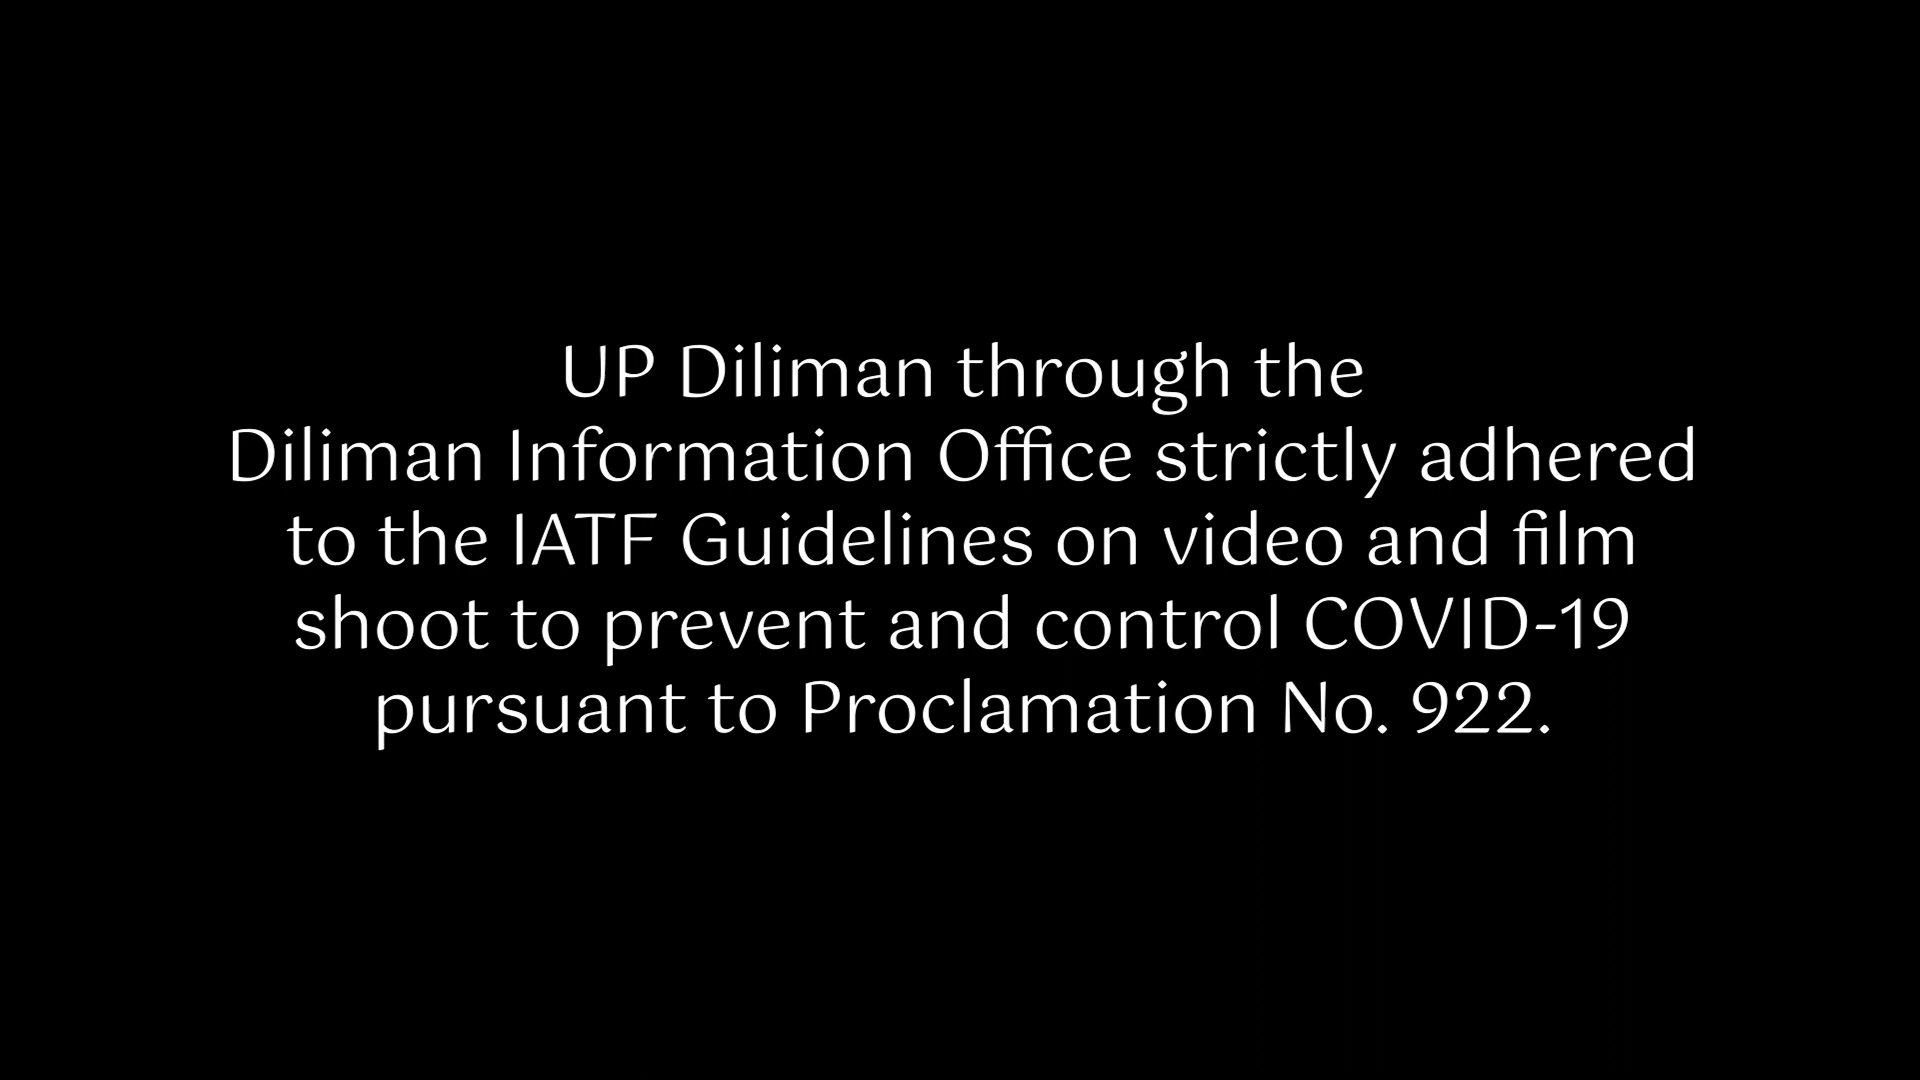 UP Diliman through the
Diliman Information Office strictly adhered
to the IATF Guidelines on video and film
shoot to prevent and control COVID-19
pursuant to Proclamation No. 922.